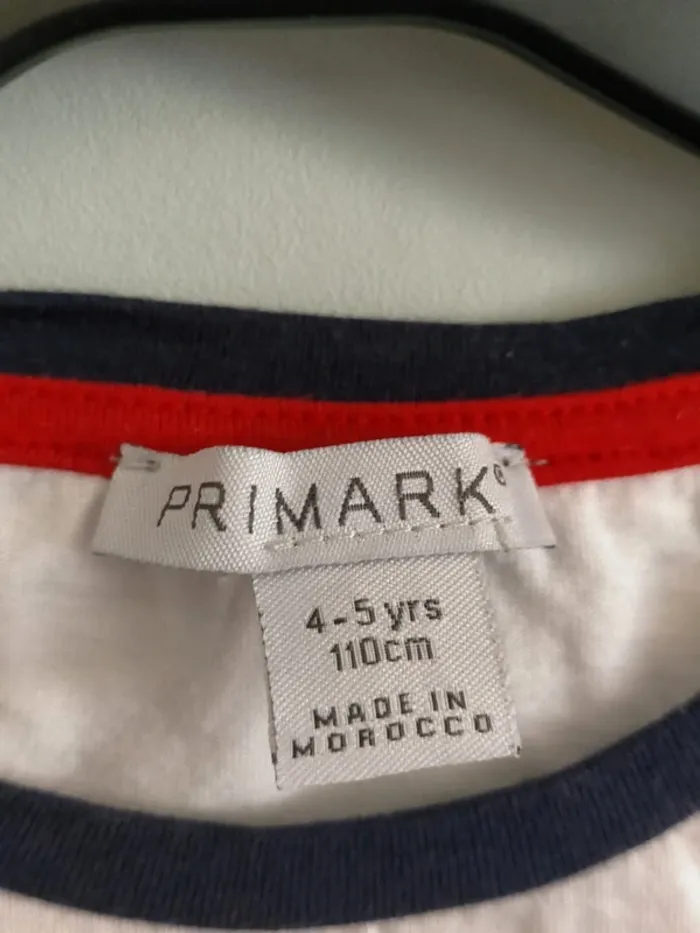 PRIMARK®
4-5 yrs
110cm
MADE IN
MOROCCO